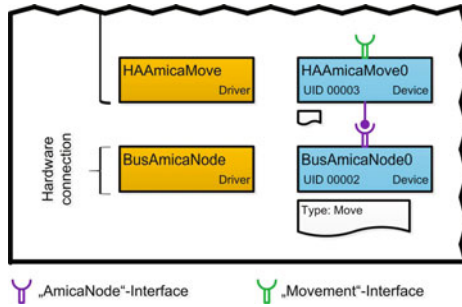 HAAmicaMove
Driver
HAAmicaMove0
UID 00003 Device
Hardware
connection
BusAmicaNode
Driver
BusAmicaNode0
UID 00002 Device
Type: Move
„AmicaNode“-Interface
„Movement“-Interface